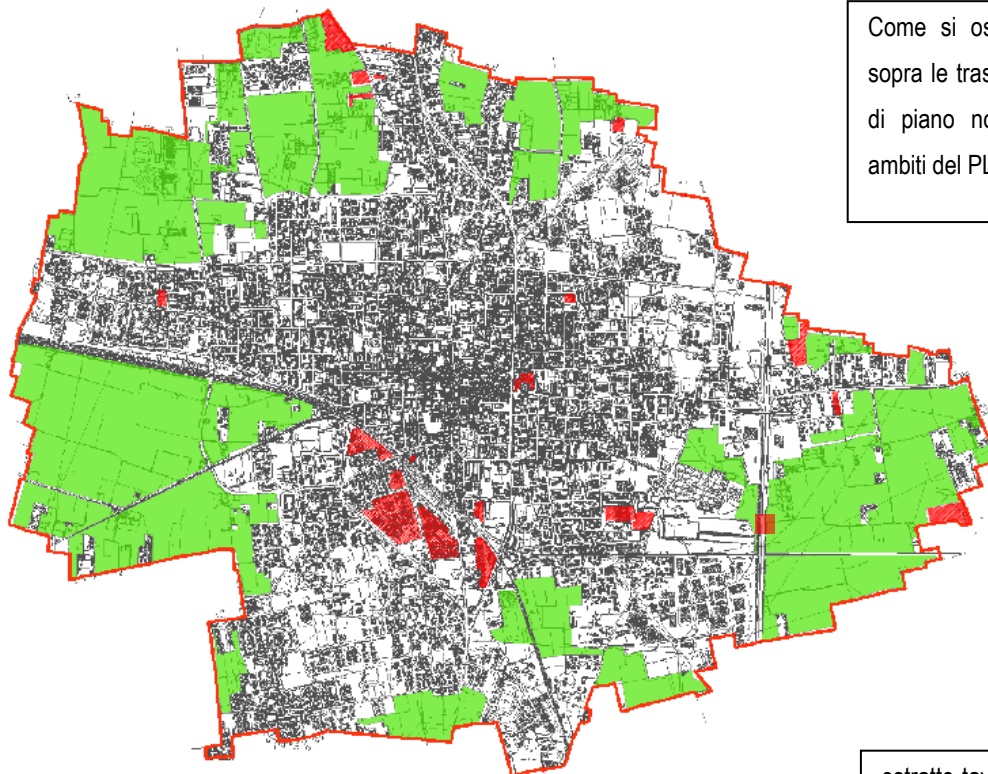 Come si os
sopra le tras
di piano no
ambiti del PL
estratto tav